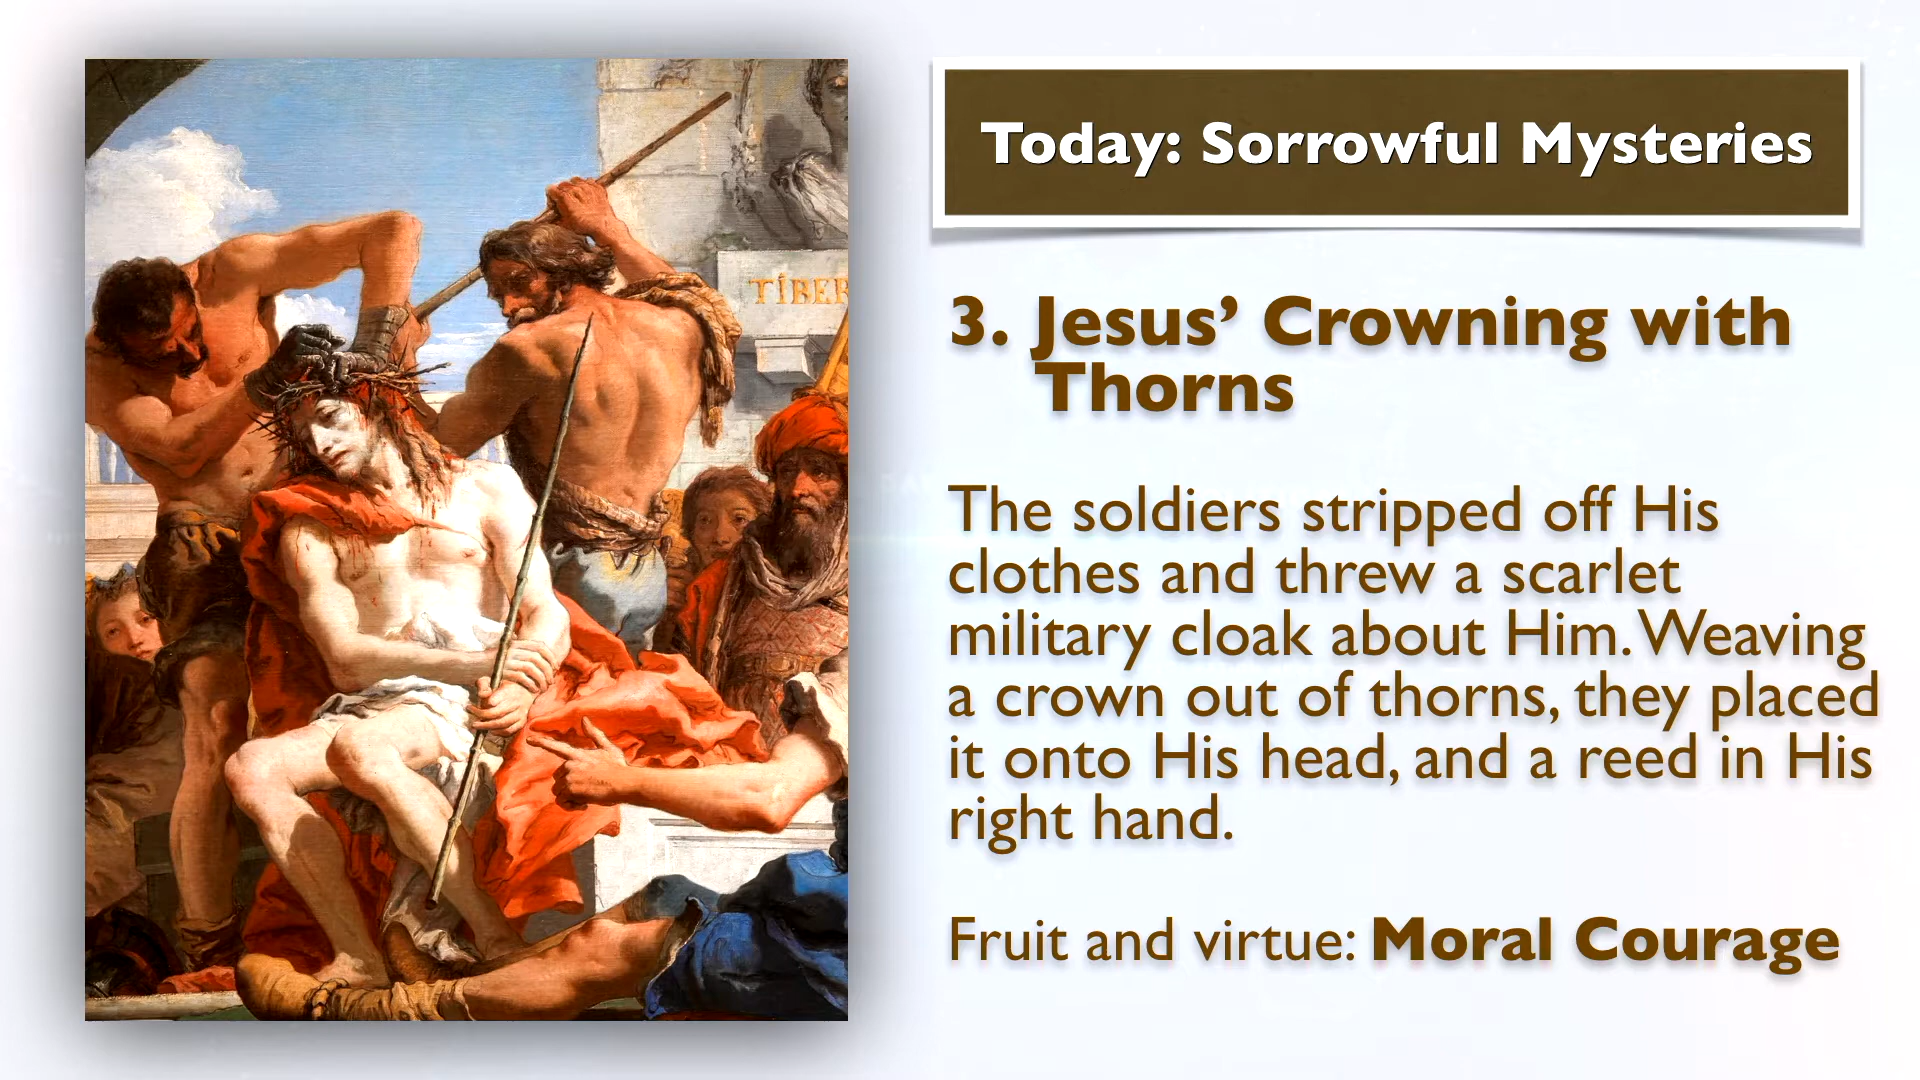 Today: Sorrowful Mysteries
TÍBER
3. Jesus’ Crowning with
Thorns
The soldiers stripped off His
clothes and threw a scarlet
military cloak about Him. Weaving
a crown out of thorns, they placed
it onto His head, and a reed in His
right hand.
Fruit and virtue: Moral Courage